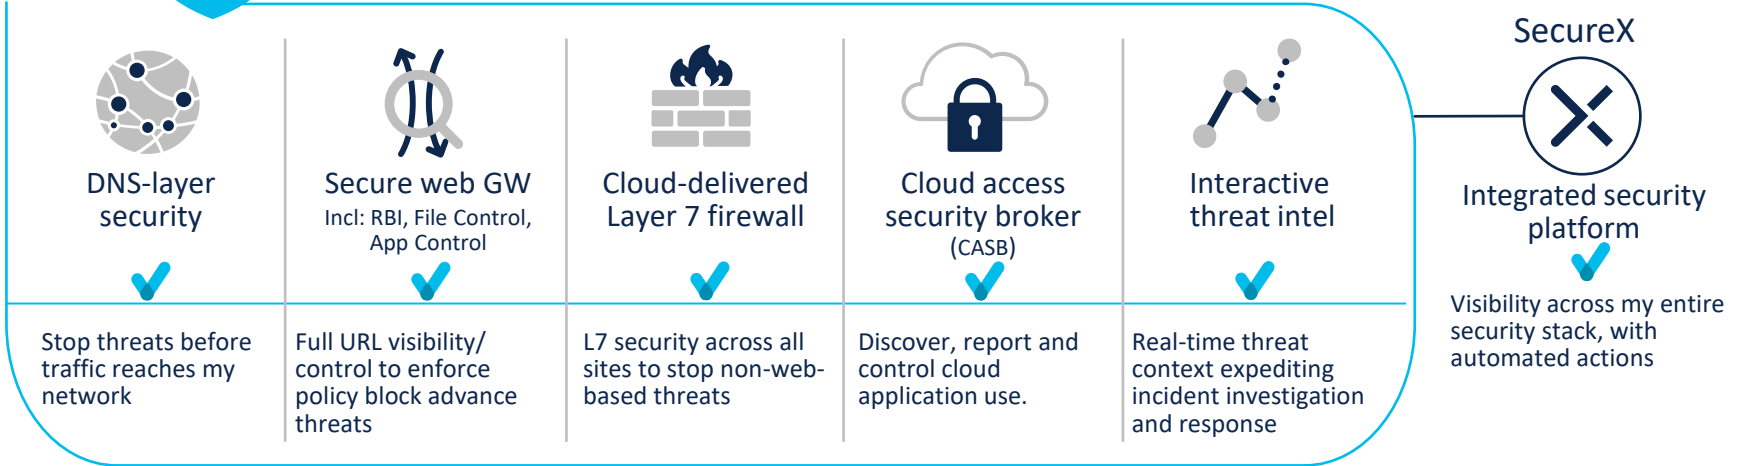 DNS-layer
security
Stop threats before
traffic reaches my
network
Secure web GW
Incl: RBI, File Control,
App Control
Full URL visibility/
control to enforce
policy block advance
threats
Cloud-delivered
Layer 7 firewall
L7 security across all
sites to stop non-web-
based threats
Cloud access
security broker
(CASB)
Discover, report and
control cloud
application use.
Interactive
threat intel
Real-time threat
context expediting
incident investigation
and response
SecureX
Integrated security
platform
Visibility across my entire
security stack, with
automated actions